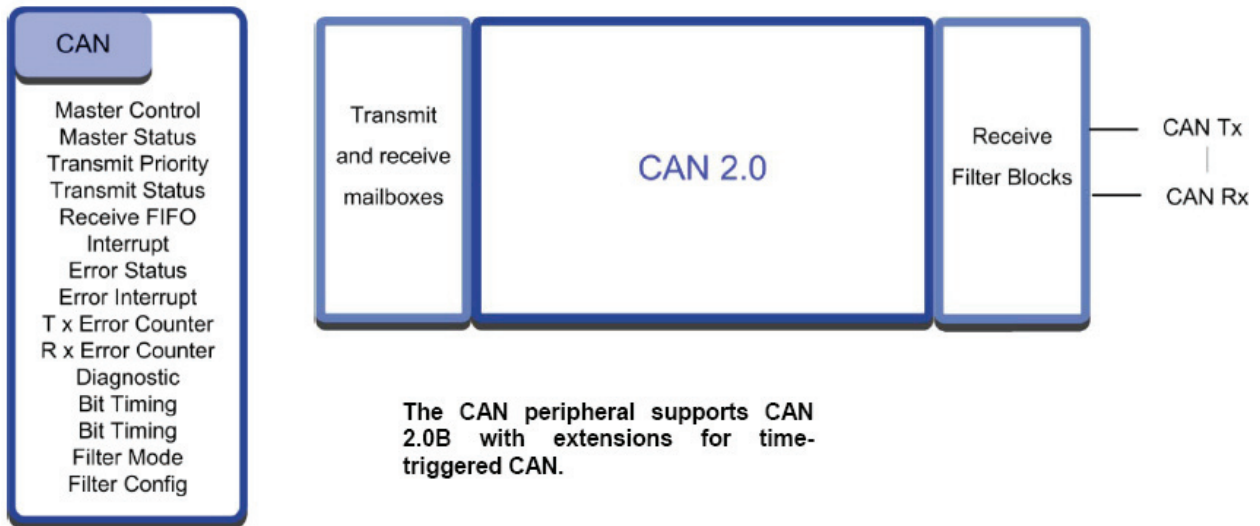 CAN
Master Control
Master Status
Transmit Priority
Transmit Status
Receive FIFO
Interrupt
Error Status
Error Interrupt
T x Error Counter
R x Error Counter
Diagnostic
Bit Timing
Bit Timing
Filter Mode
Filter Config
Transmit
and receive
mailboxes
CAN 2.0
Receive
Filter Blocks
CAN Tx
CAN Rx
The CAN peripheral supports CAN
2.0B with extensions for time-
triggered CAN.